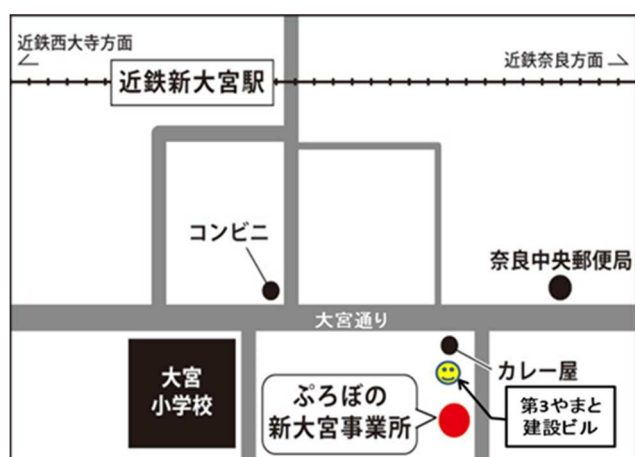 近鉄西大寺方面
近鉄奈良方面
近鉄新大宮駅
コンビニ
奈良中央郵便局
大宮通り
大宮
小学校
カレー屋
ぷろぼの
新大宮事業所
第3やまと
建設ビル